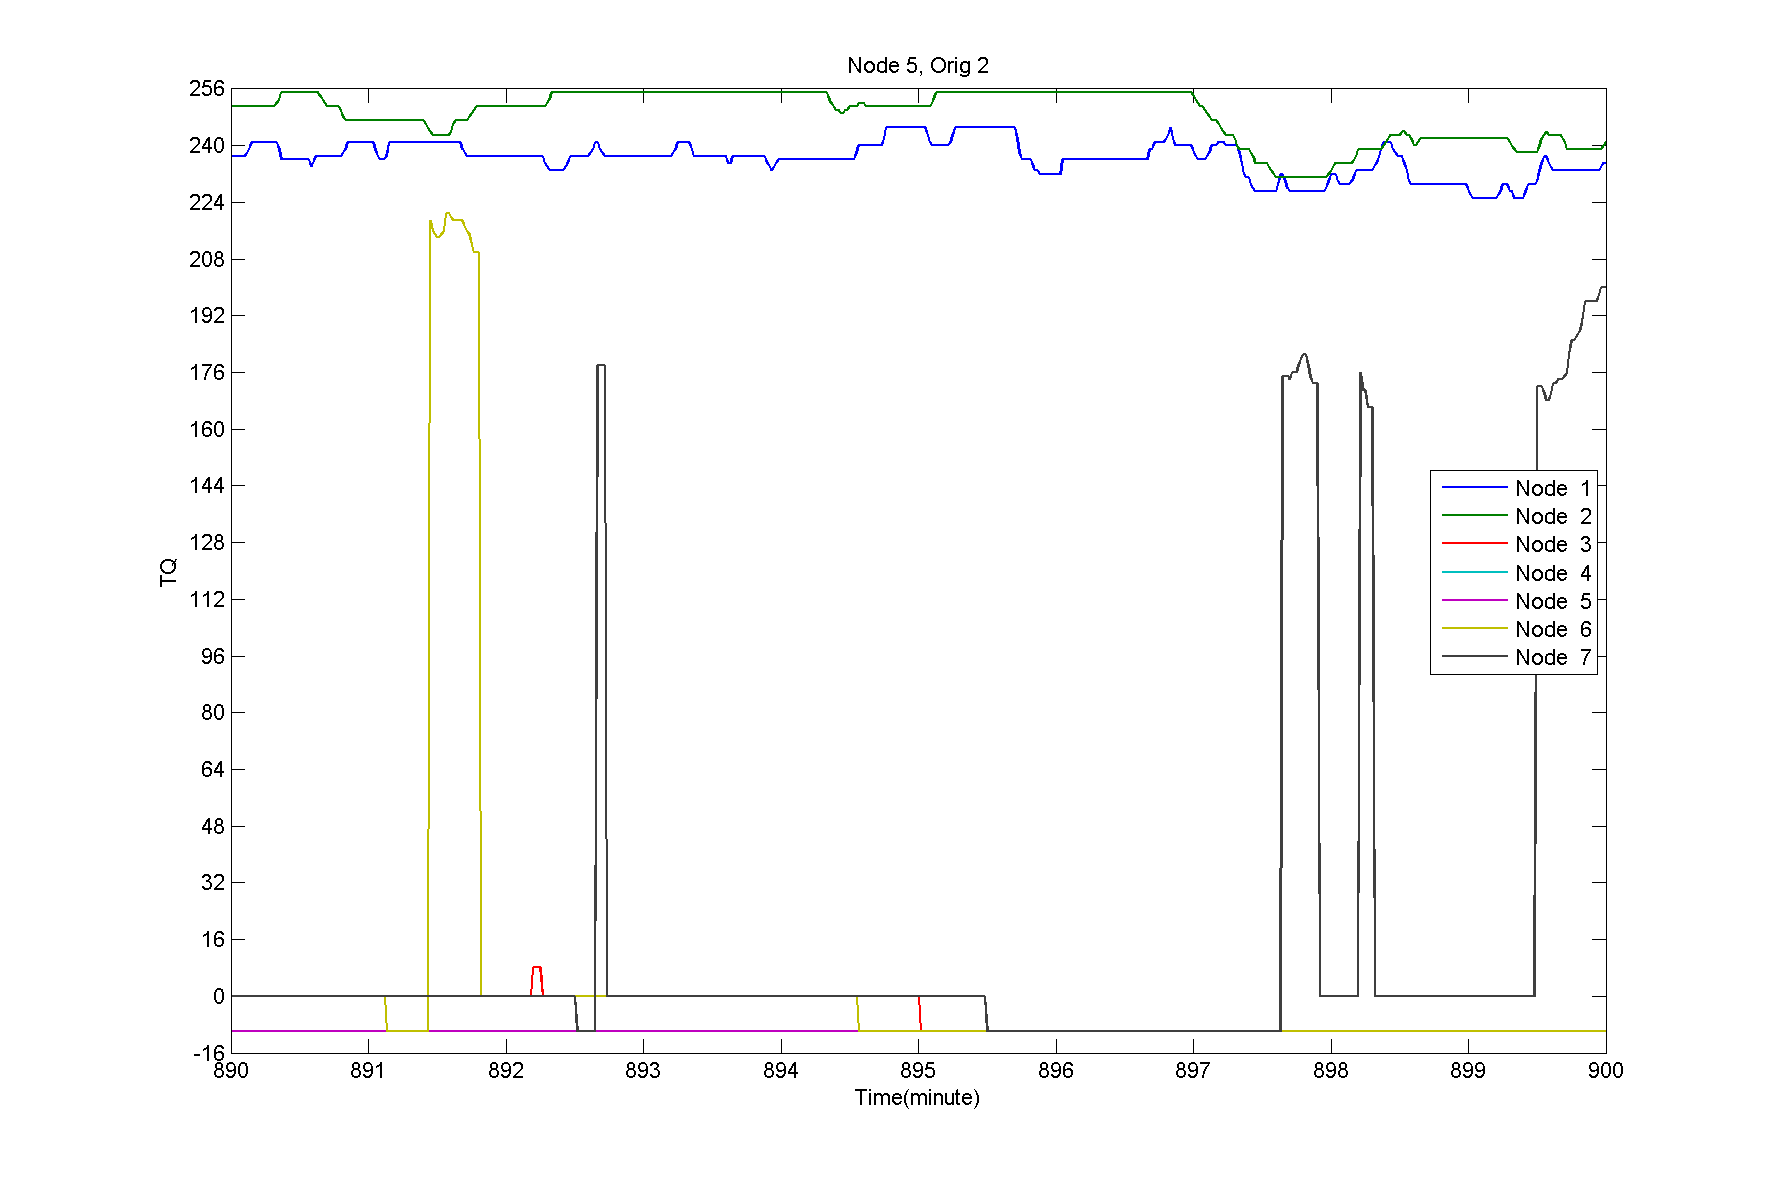 Node 5, Orig 2
256
240
224
208
192
176
160
144
128
112
96
80
64
48
32
16
0
-16
TQ
Node 1
Node 2
Node 3
Node 4
Node 5
Node 6
Node 7
890 891 892 893 894 895 896 897 898 899 900
Time(minute)